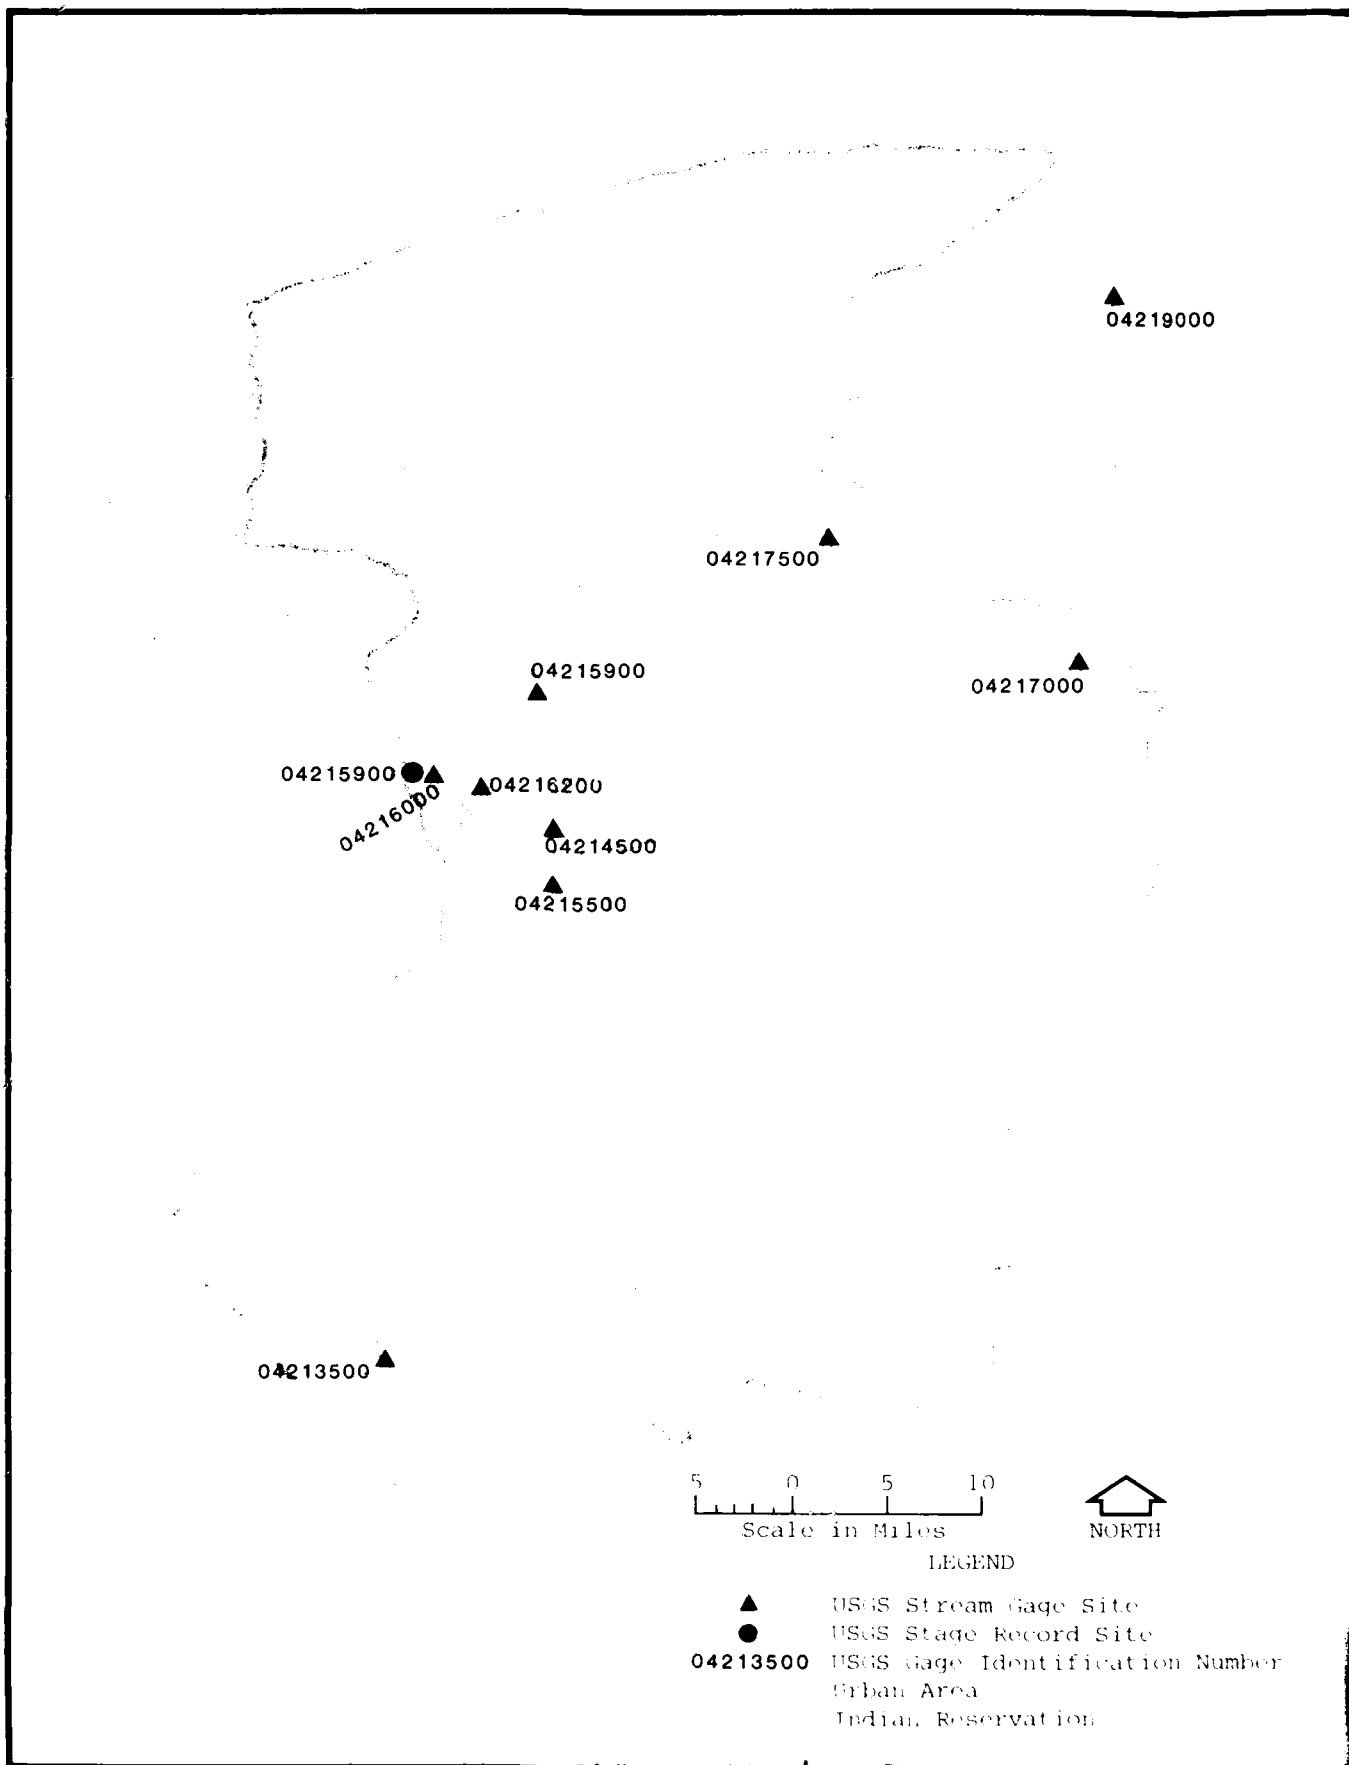 04219000
04217500
04215900
04217000
04215900
04216200
04216000
04214500
04215500
04213500
5 0 5 10
Scale in Miles
NORTH
LEGEND
USGS Stream Gage Site
USGS Stage Record Site
04213500 USGS Gage Identification Number
Urban Area
Indian Reservation